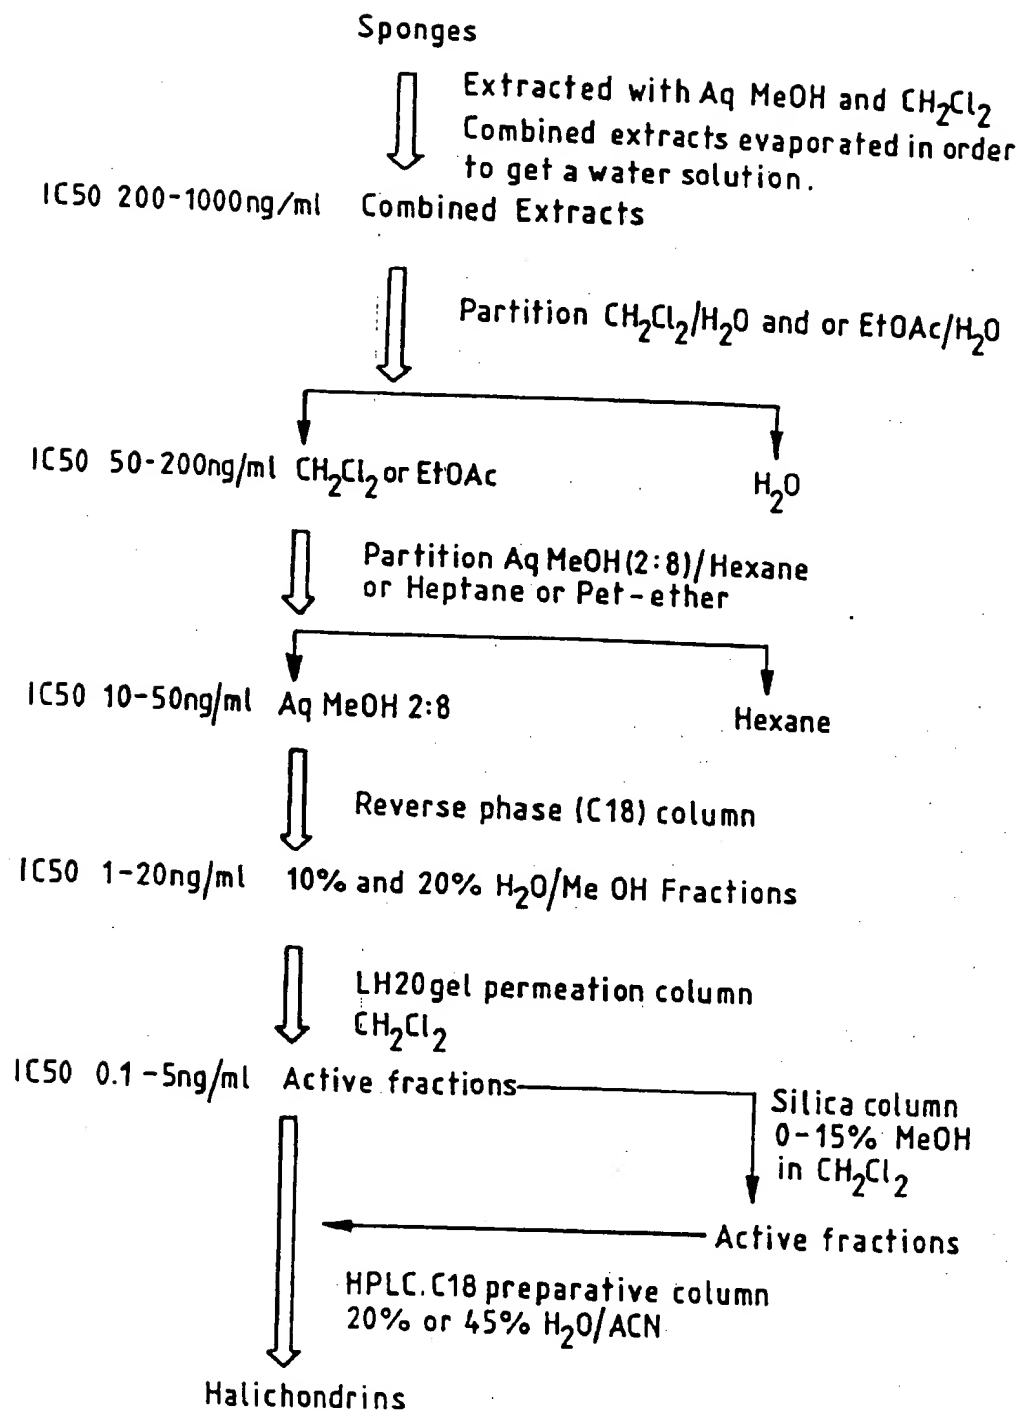 Sponges
Extracted with Aq MeOH and CH₂Cl₂
Combined extracts evaporated in order
to get a water solution.
IC50 200-1000ng/ml Combined Extracts
Partition CH₂Cl₂/H₂O and or EtOAc/H₂O
IC50 50-200ng/ml CH₂Cl₂ or EtOAc
H₂O
Partition Aq MeOH (2:8)/Hexane
or Heptane or Pet-ether
IC50 10-50ng/ml Aq MeOH 2:8
Hexane
Reverse phase (C18) column
IC50 1-20ng/ml 10% and 20% H₂O/Me OH Fractions
LH20 gel permeation column
CH₂Cl₂
IC50 0.1-5ng/ml Active fractions
Silica column
0-15% MeOH
in CH₂Cl₂
Active fractions
HPLC. C18 preparative column
20% or 45% H₂O/ACN
Halichondrins